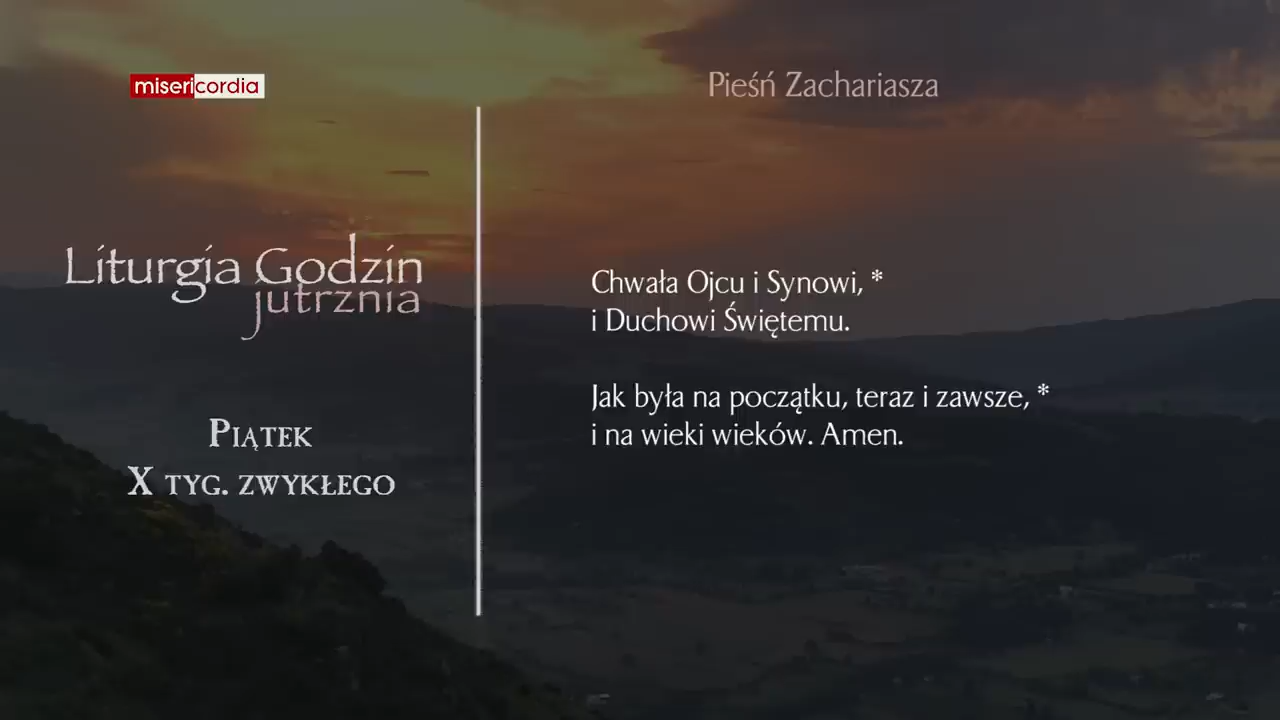 misericordia
Pieśń Zachariasza
Liturgia Godzin
jutrznia
Piątek
X tyg. zwykłego
Chwała Ojcu i Synowi, *
i Duchowi Świętemu.
Jak była na początku, teraz i zawsze, *
i na wieki wieków. Amen.